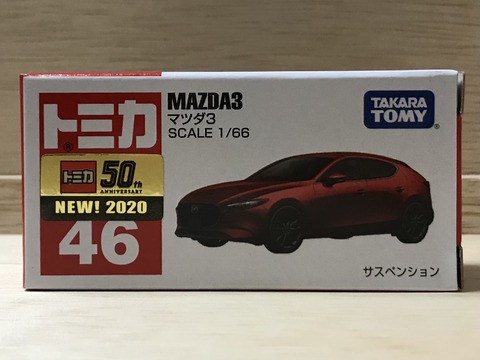 トミカ
®
トミカ 50th
ANNIVERSARY
NEW! 2020
46
MAZDA3
マツダ3
SCALE 1/66
TAKARA
TOMY
サスペンション